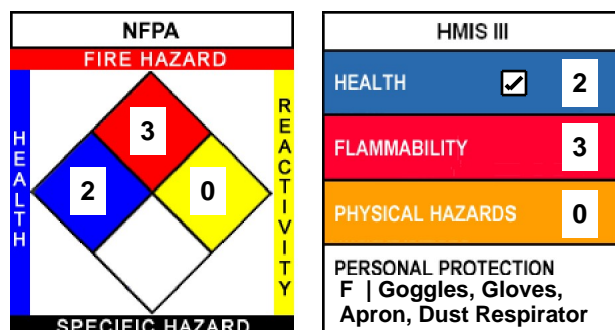 NFPA
FIRE HAZARD
HEALTH
3
2
0
REACTIVITY
SPECIFIC HAZARD
HMIS III
HEALTH 2
FLAMMABILITY 3
PHYSICAL HAZARDS 0
PERSONAL PROTECTION
F | Goggles, Gloves,
Apron, Dust Respirator